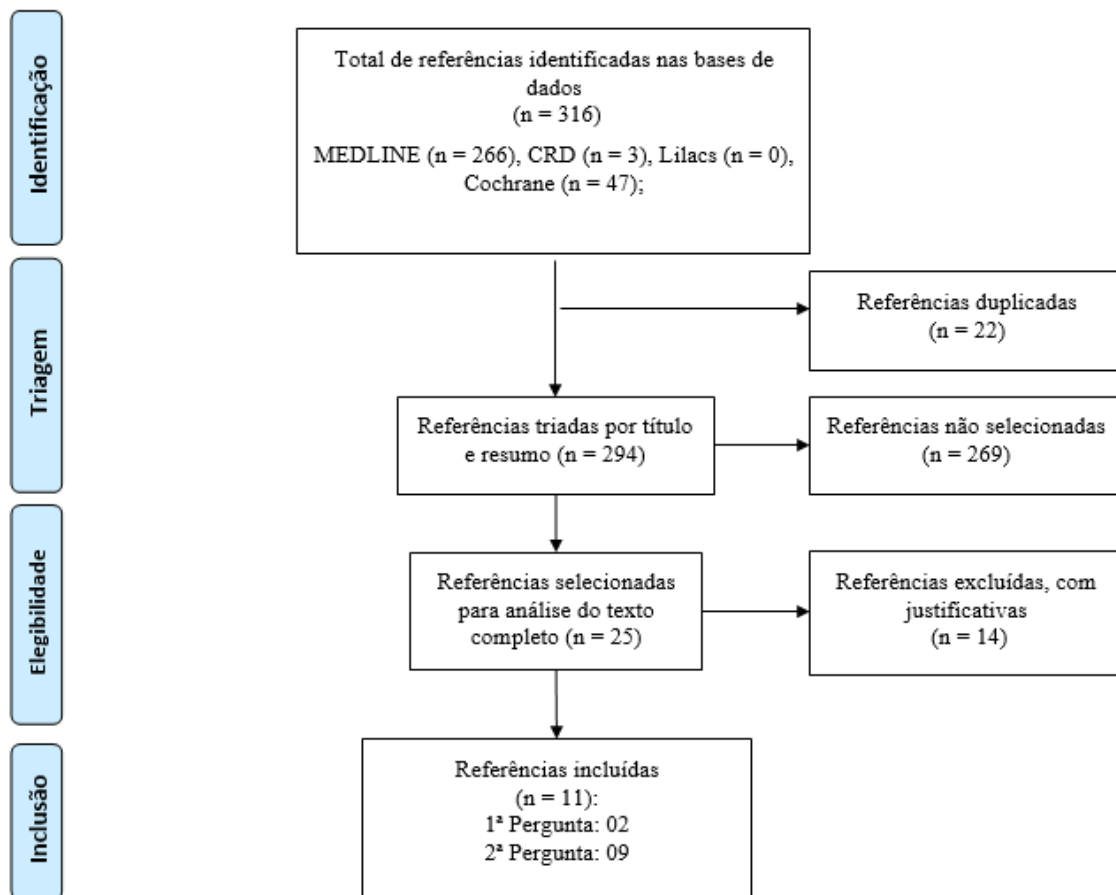 Identificação
Total de referências identificadas nas bases de
dados
(n = 316)
MEDLINE (n = 266), CRD (n = 3), Lilacs (n = 0),
Cochrane (n = 47);
Triagem
Referências duplicadas
(n = 22)
Referências triadas por título
e resumo (n = 294)
Referências não selecionadas
(n = 269)
Elegibilidade
Referências selecionadas
para análise do texto
completo (n = 25)
Referências excluídas, com
justificativas
(n = 14)
Inclusão
Referências incluídas
(n = 11):
1ª Pergunta: 02
2ª Pergunta: 09